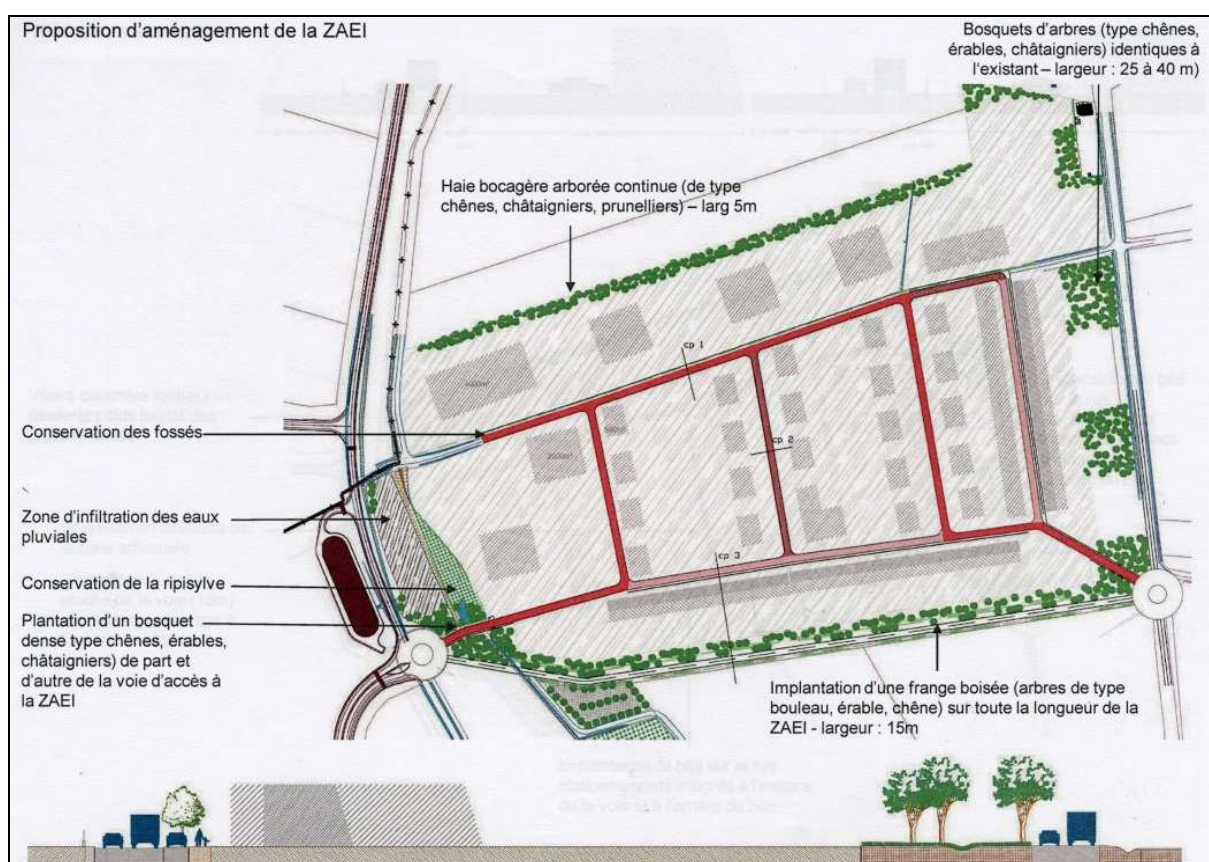 Proposition d'aménagement de la ZAEI
Bosquets d'arbres (type chênes,
érables, châtaigniers) identiques à
l'existant – largeur : 25 à 40 m)
Haie bocagère arborée continue (de type
chênes, châtaigniers, prunelliers) – larg 5m
cp 1
Conservation des fossés
cp 2
Zone d'infiltration des eaux
pluviales
cp 3
Conservation de la ripisylve
Plantation d'un bosquet
dense type chênes, érables,
châtaigniers) de part et
d'autre de la voie d'accès à
la ZAEI
Implantation d'une frange boisée (arbres de type
bouleau, érable, chêne) sur toute la longueur de la
ZAEI - largeur : 15m